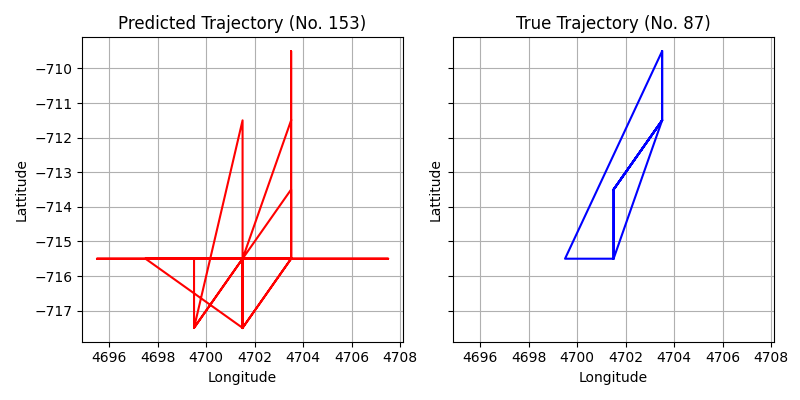 Predicted Trajectory (No. 153)
True Trajectory (No. 87)
−710
−711
−712
−713
−714
−715
−716
−717
Lattitude
Lattitude
4696 4698 4700 4702 4704 4706 4708
4696 4698 4700 4702 4704 4706 4708
Longitude
Longitude